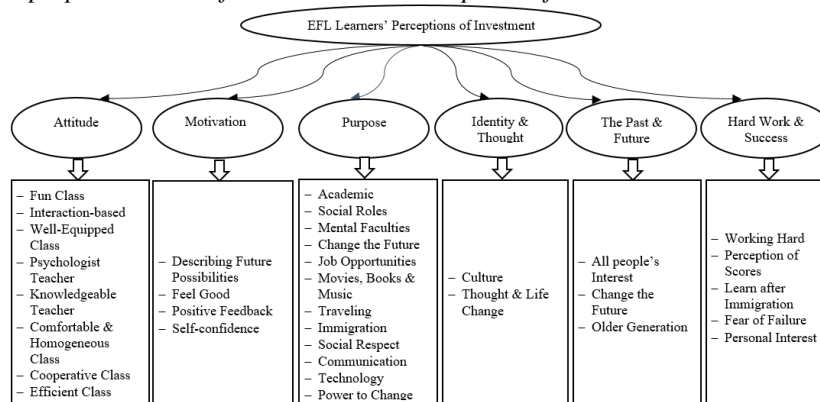 EFL Learners' Perceptions of Investment
Attitude
Motivation
Purpose
Identity &
Thought
The Past &
Future
Hard Work &
Success
– Fun Class
– Interaction-based
– Well-Equipped
Class
– Psychologist
Teacher
– Knowledgeable
Teacher
– Comfortable &
Homogeneous
Class
– Cooperative Class
– Efficient Class
– Describing Future
Possibilities
– Feel Good
– Positive Feedback
– Self-confidence
– Academic
– Social Roles
– Mental Faculties
– Change the Future
– Job Opportunities
– Movies, Books &
Music
– Traveling
– Immigration
– Social Respect
– Communication
– Technology
– Power to Change
– Culture
– Thought & Life
Change
– All people's
Interest
– Change the
Future
– Older Generation
– Working Hard
– Perception of
Scores
– Learn after
Immigration
– Fear of Failure
– Personal Interest